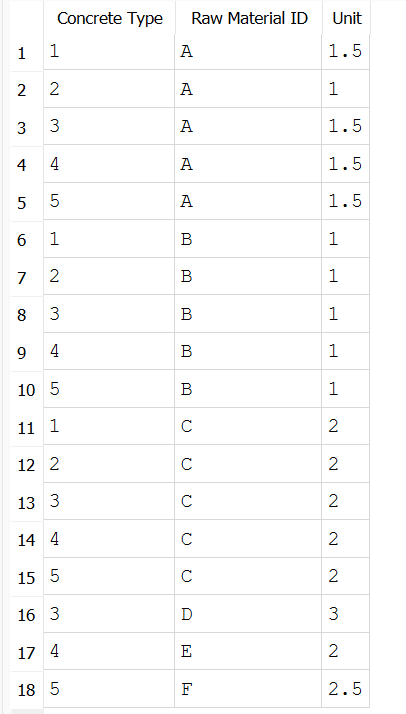 Concrete Type Raw Material ID Unit
1 1 A 1.5
2 2 A 1
3 3 A 1.5
4 4 A 1.5
5 5 A 1.5
6 1 B 1
7 2 B 1
8 3 B 1
9 4 B 1
10 5 B 1
11 1 C 2
12 2 C 2
13 3 C 2
14 4 C 2
15 5 C 2
16 3 D 3
17 4 E 2
18 5 F 2.5